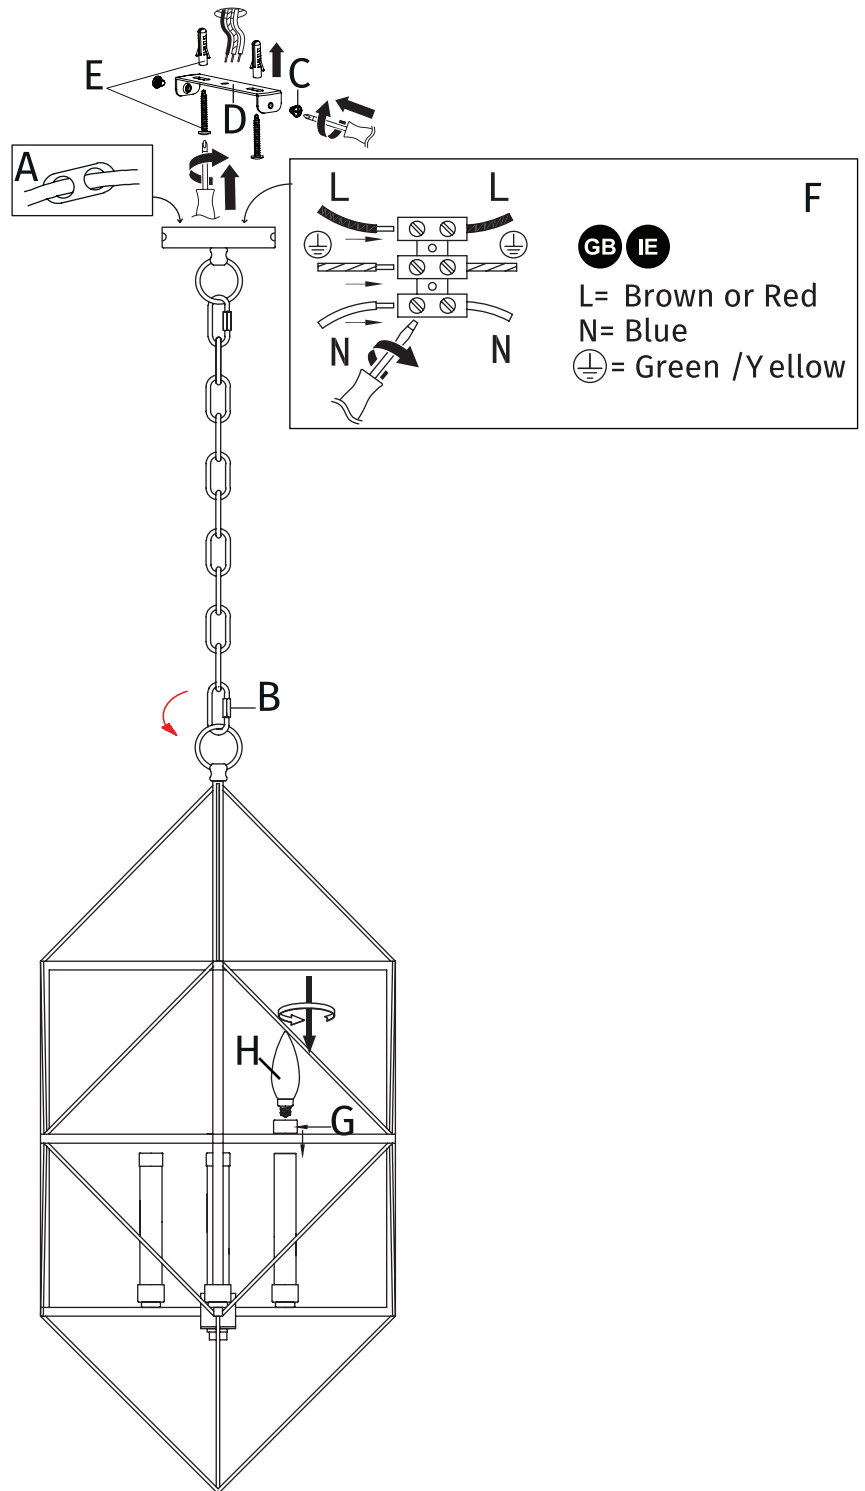 E
C
D
A
L
L
F
GB IE
L= Brown or Red
N= Blue
= Green /Yellow
N
N
B
H
G